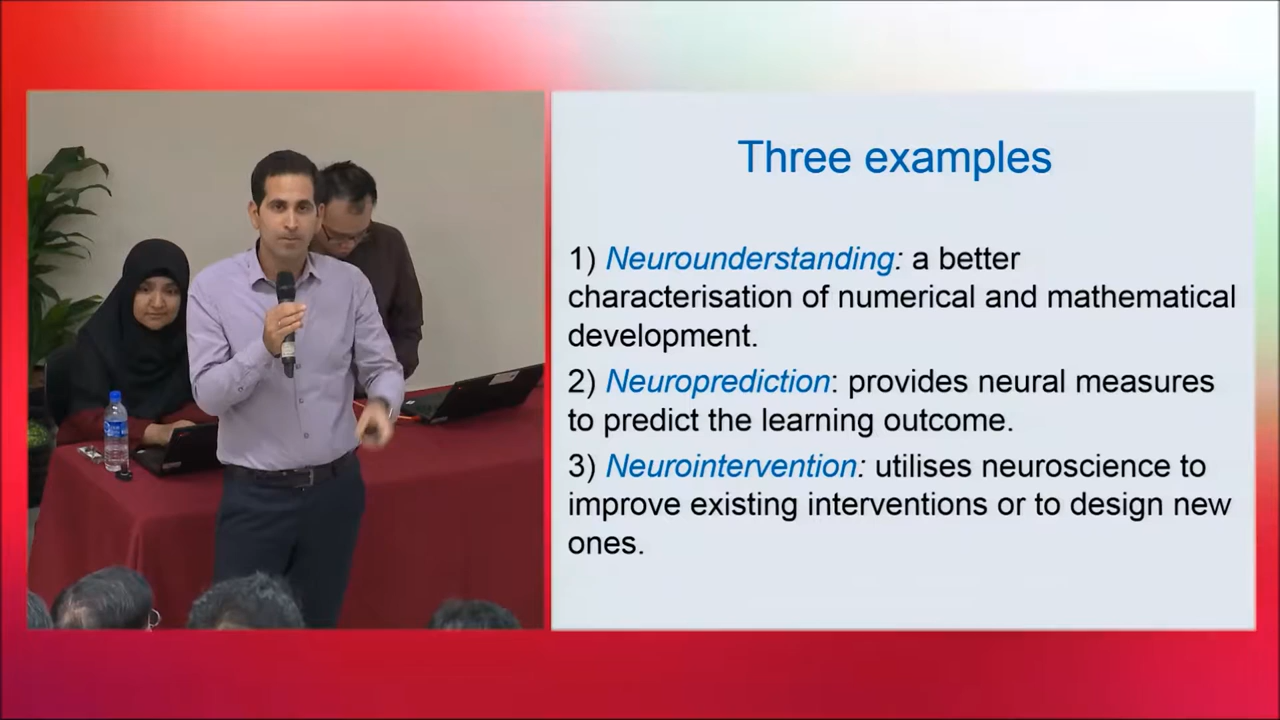 Three examples
1) Neurounderstanding: a better
characterisation of numerical and mathematical
development.
2) Neuroprediction: provides neural measures
to predict the learning outcome.
3) Neurointervention: utilises neuroscience to
improve existing interventions or to design new
ones.